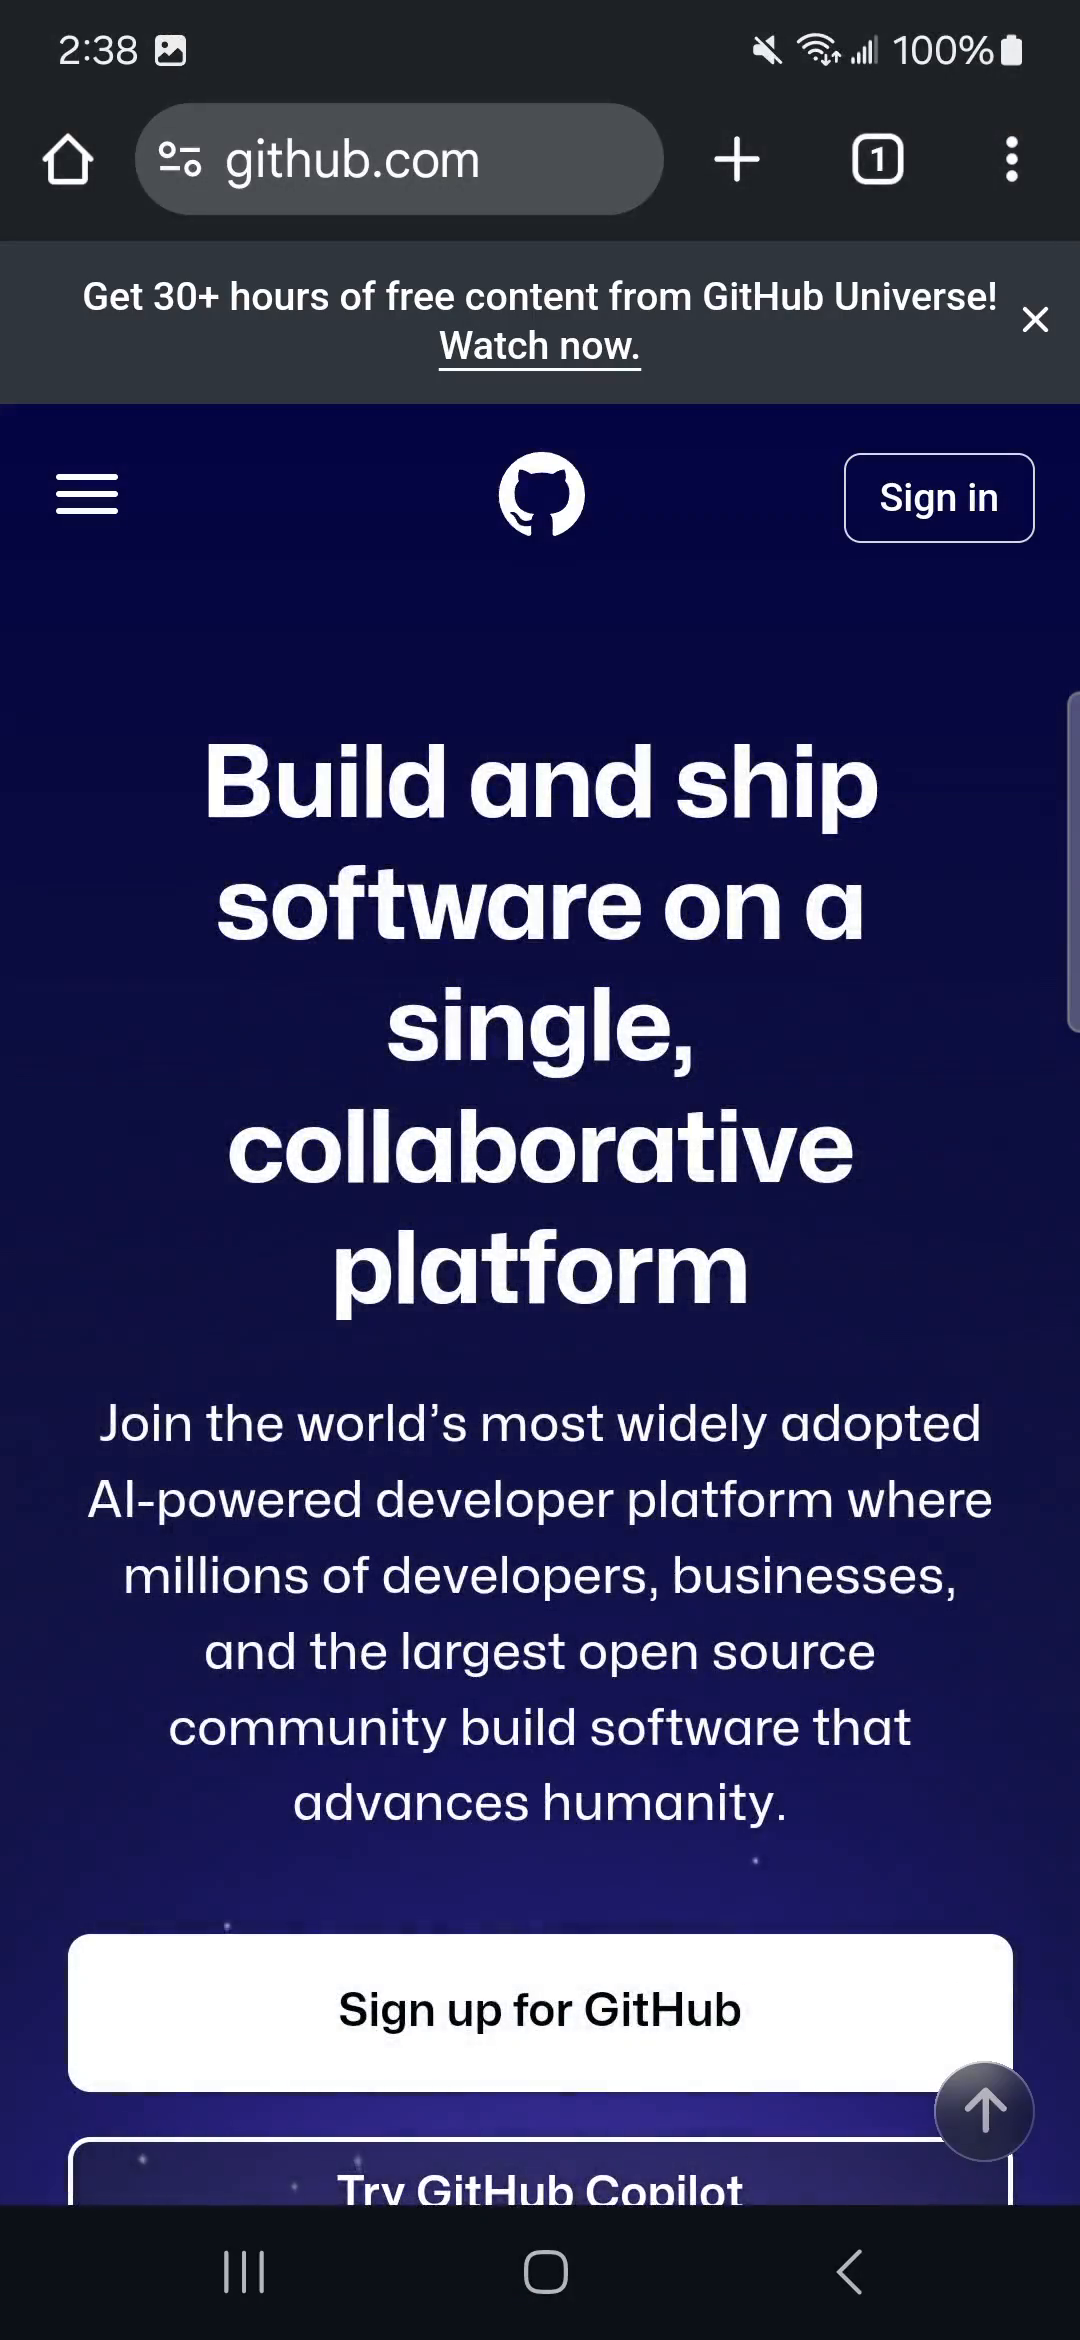 2:38
100%
github.com
1
Get 30+ hours of free content from GitHub Universe!
Watch now.
Sign in
Build and ship
software on a
single,
collaborative
platform
Join the world’s most widely adopted
AI-powered developer platform where
millions of developers, businesses,
and the largest open source
community build software that
advances humanity.
Sign up for GitHub
Try GitHub Copilot